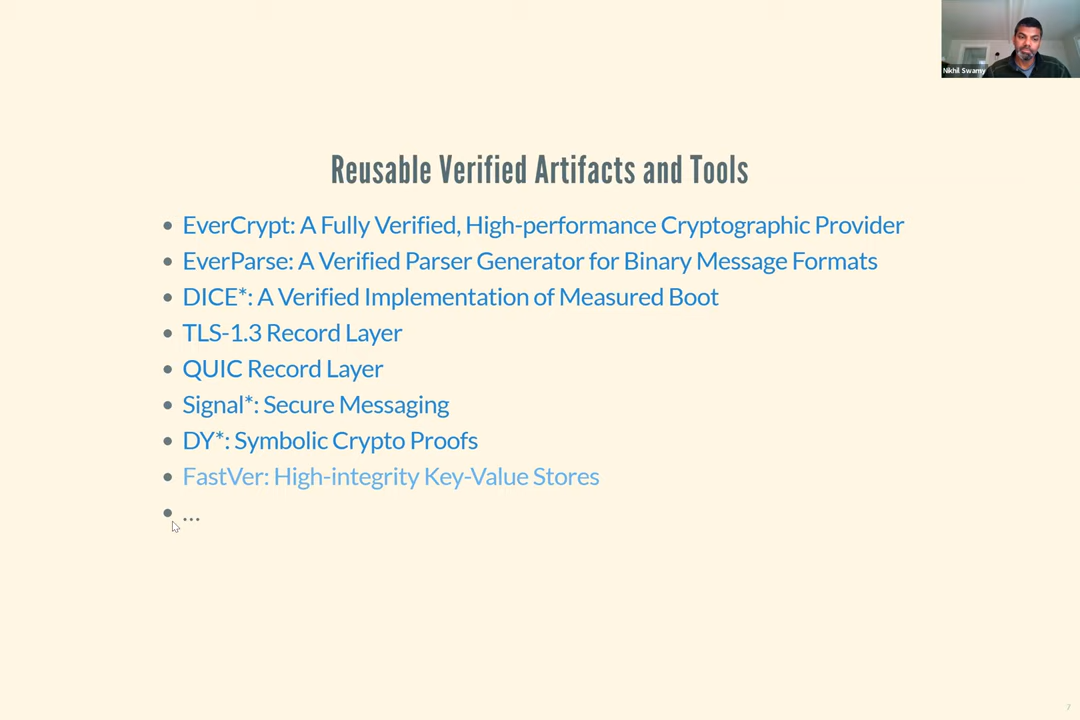 Nikhil Swamy
Reusable Verified Artifacts and Tools
• EverCrypt: A Fully Verified, High-performance Cryptographic Provider
• EverParse: A Verified Parser Generator for Binary Message Formats
• DICE*: A Verified Implementation of Measured Boot
• TLS-1.3 Record Layer
• QUIC Record Layer
• Signal*: Secure Messaging
• DY*: Symbolic Crypto Proofs
• FastVer: High-integrity Key-Value Stores
• ...
7